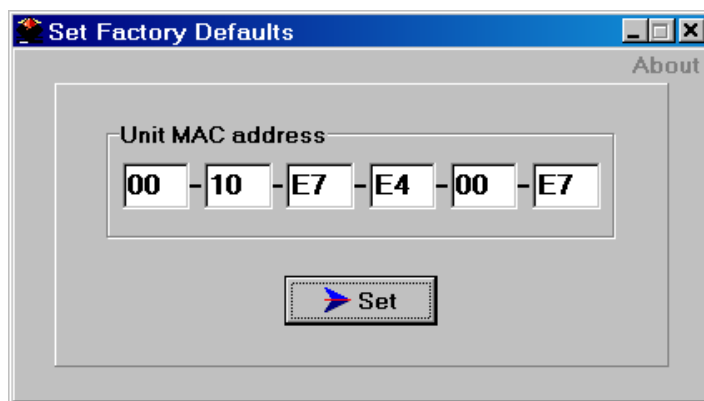 Set Factory Defaults
About
Unit MAC address
00 - 10 - E7 - E4 - 00 - E7
Set